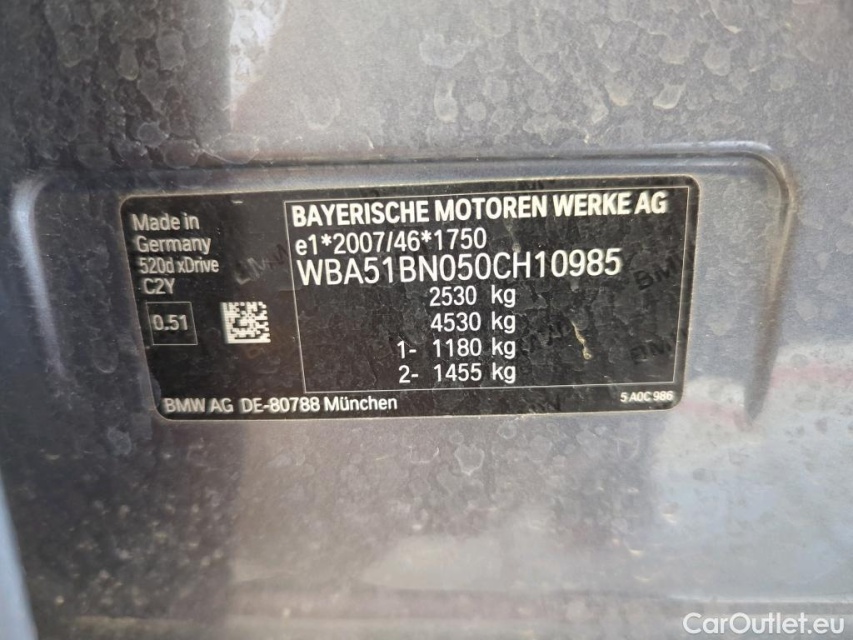 Made in
Germany
520d xDrive
C2Y
0.51
BAYERISCHE MOTOREN WERKE AG
e1*2007/46*1750
WBA51BN050CH10985
2530 kg
4530 kg
1- 1180 kg
2- 1455 kg
BMW AG DE-80788 München
5 A0C 986
CarOutlet.eu